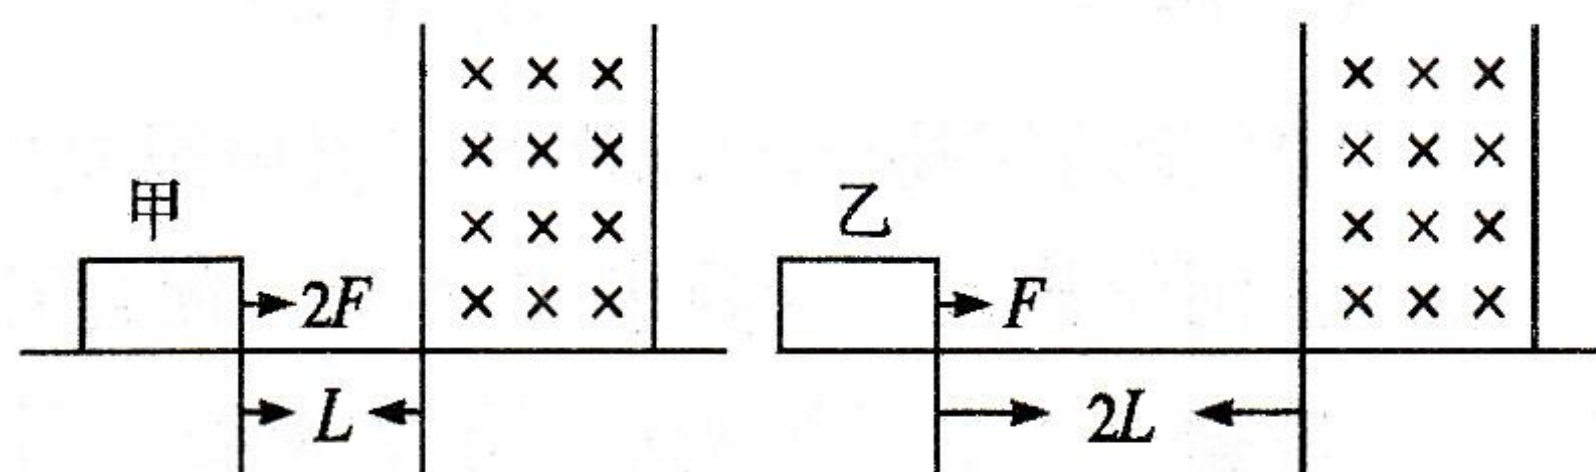 × × × × × ×
× × × × × ×
甲 乙
× × × × × ×
2F × × × F × × ×
L 2L